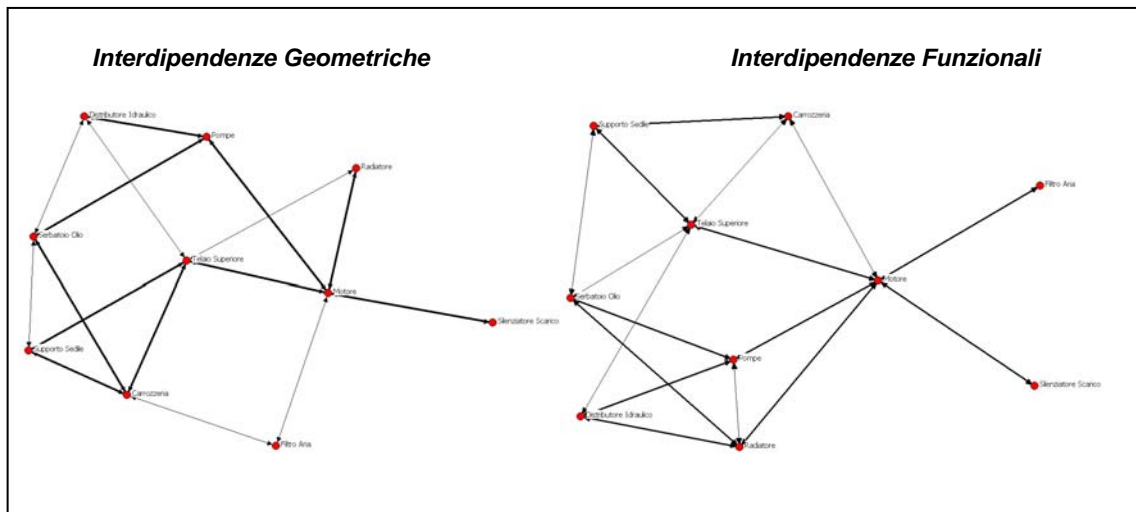 Interdipendenze Geometriche
Interdipendenze Funzionali
Distributore Idraulico
Pompe
Radiatore
Serbatoio Olio
Telaio Superiore
Motore
Silenziatore Scarico
Supporto Sedile
Carrozzeria
Filtro Aria
Carrozzeria
Supporto Sedile
Filtro Aria
Telaio Superiore
Motore
Serbatoio Olio
Pompe
Silenziatore Scarico
Distributore Idraulico
Radiatore